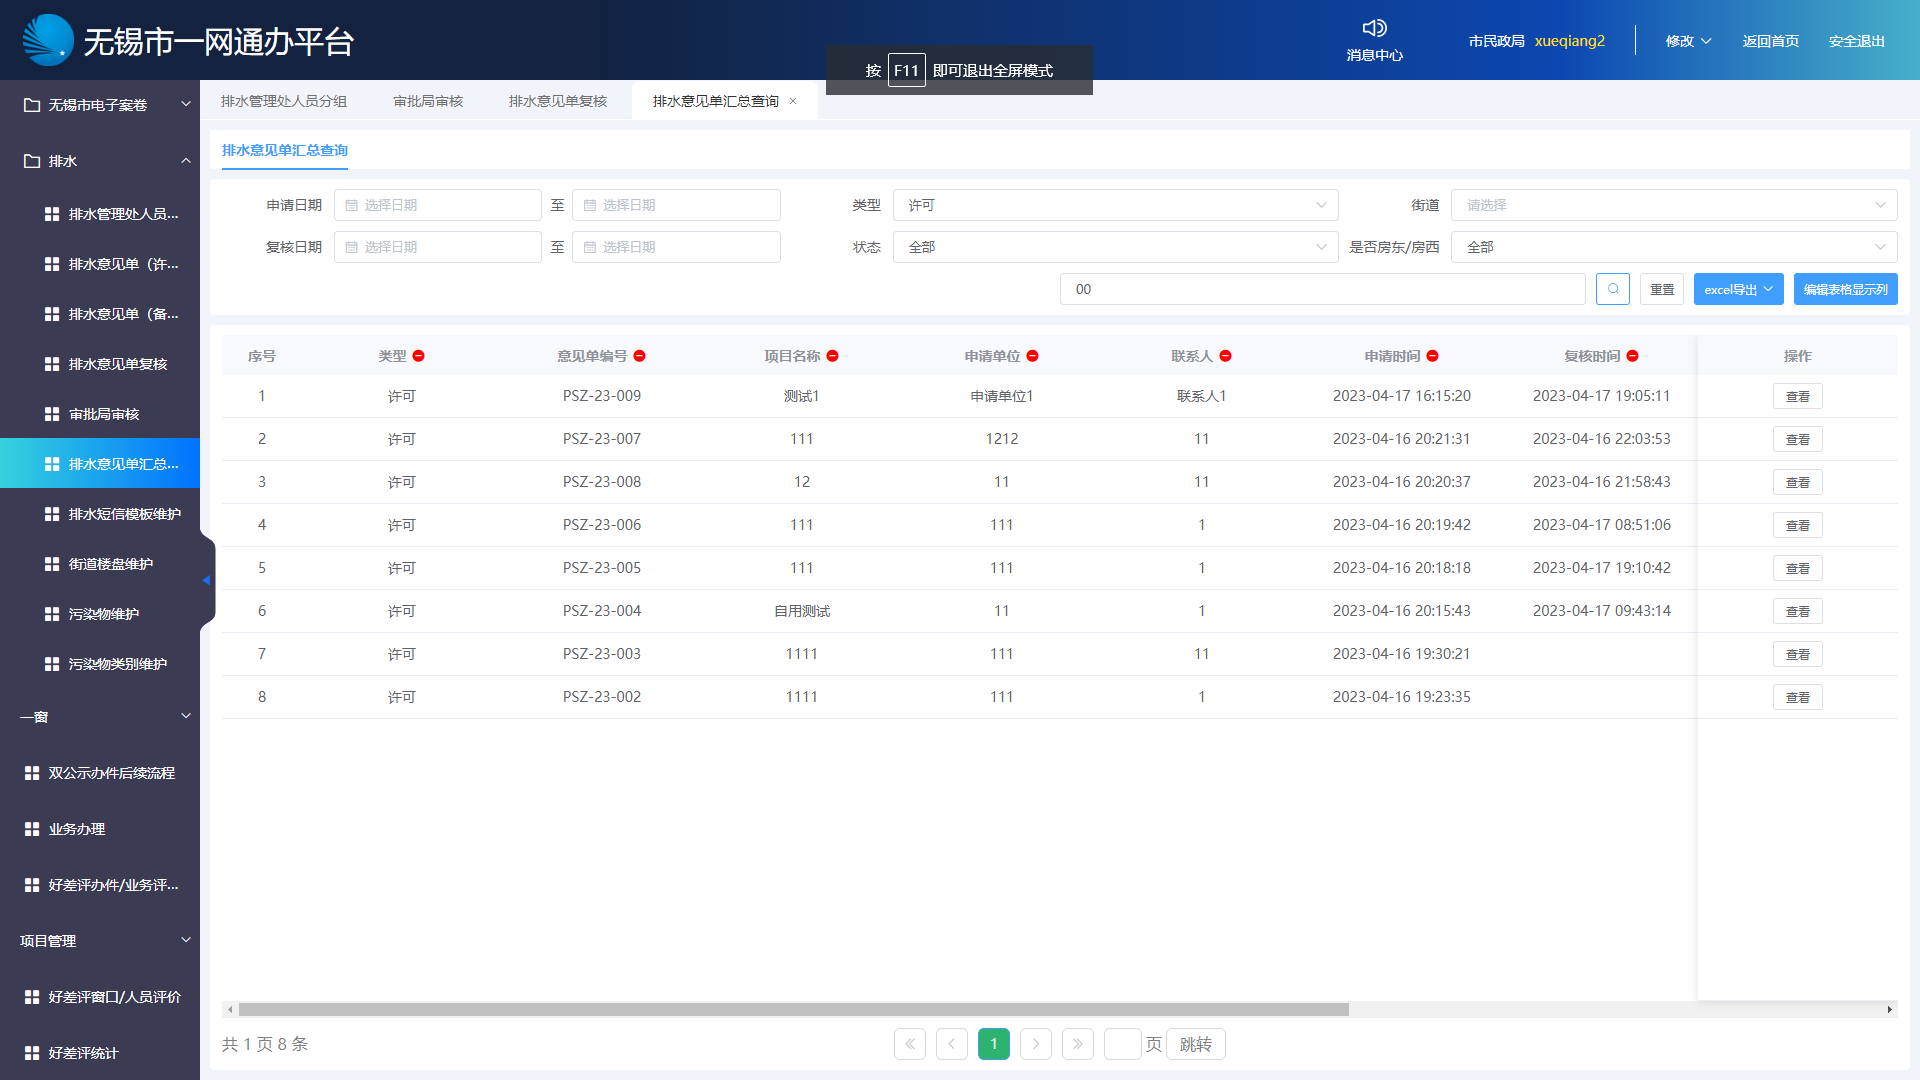 无锡市一网通办平台
消息中心
市民政局 xueqiang2
修改
返回首页
安全退出
按 F11 即可退出全屏模式
无锡市电子案卷
排水
排水管理处人员...
排水意见单（许...
排水意见单（备...
排水意见单复核
审批局审核
排水意见单汇总...
排水短信模板维护
街道楼盘维护
污染物维护
污染物类别维护
一窗
双公示办件后续流程
业务办理
好差评办件/业务评...
项目管理
好差评窗口/人员评价
好差评统计
排水管理处人员分组 审批局审核 排水意见单复核 排水意见单汇总查询 ×
排水意见单汇总查询
申请日期 选择日期 至 选择日期 类型 许可 街道 请选择
复核日期 选择日期 至 选择日期 状态 全部 是否房东/房西 全部
00 重置 excel导出 编辑表格显示列
序号 类型 意见单编号 项目名称 申请单位 联系人 申请时间 复核时间 操作
1 许可 PSZ-23-009 测试1 申请单位1 联系人1 2023-04-17 16:15:20 2023-04-17 19:05:11 查看
2 许可 PSZ-23-007 111 1212 11 2023-04-16 20:21:31 2023-04-16 22:03:53 查看
3 许可 PSZ-23-008 12 11 11 2023-04-16 20:20:37 2023-04-16 21:58:43 查看
4 许可 PSZ-23-006 111 111 1 2023-04-16 20:19:42 2023-04-17 08:51:06 查看
5 许可 PSZ-23-005 111 111 1 2023-04-16 20:18:18 2023-04-17 19:10:42 查看
6 许可 PSZ-23-004 自用测试 11 1 2023-04-16 20:15:43 2023-04-17 09:43:14 查看
7 许可 PSZ-23-003 1111 111 11 2023-04-16 19:30:21 查看
8 许可 PSZ-23-002 1111 111 1 2023-04-16 19:23:35 查看
共 1 页 8 条
1 页 跳转